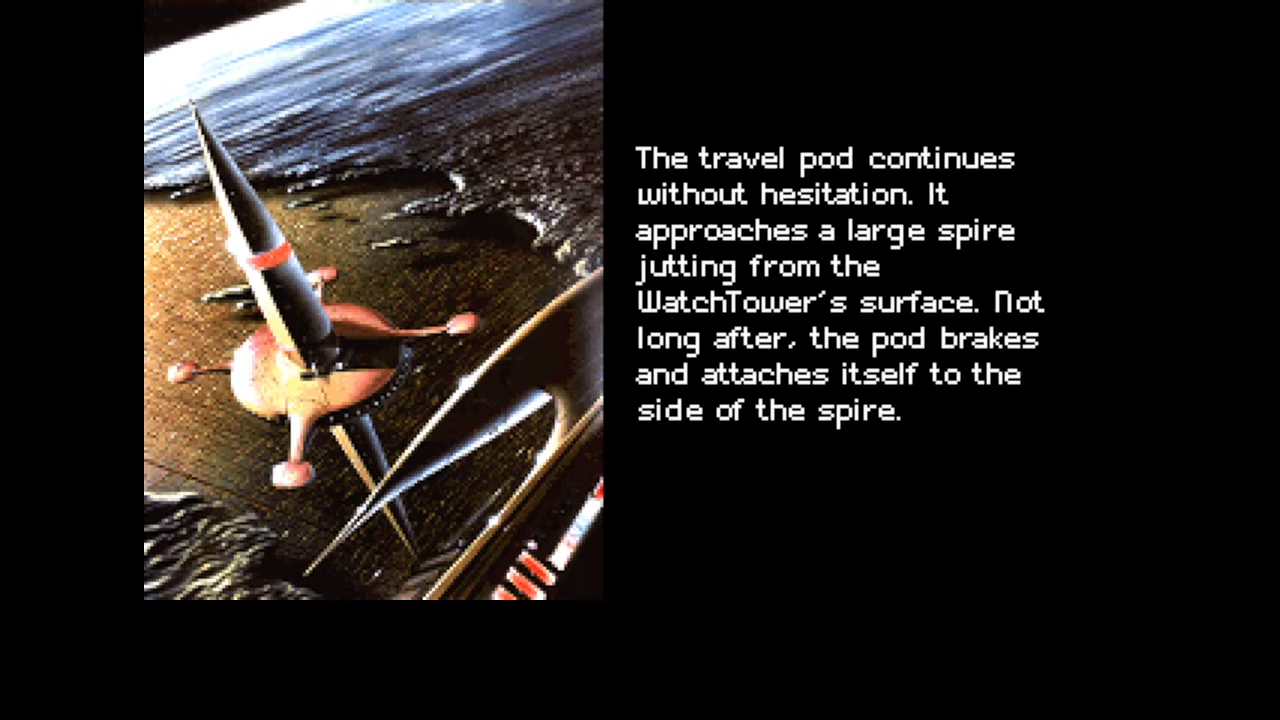 The travel pod continues
without hesitation. It
approaches a large spire
jutting from the
WatchTower's surface. Not
long after, the pod brakes
and attaches itself to the
side of the spire.